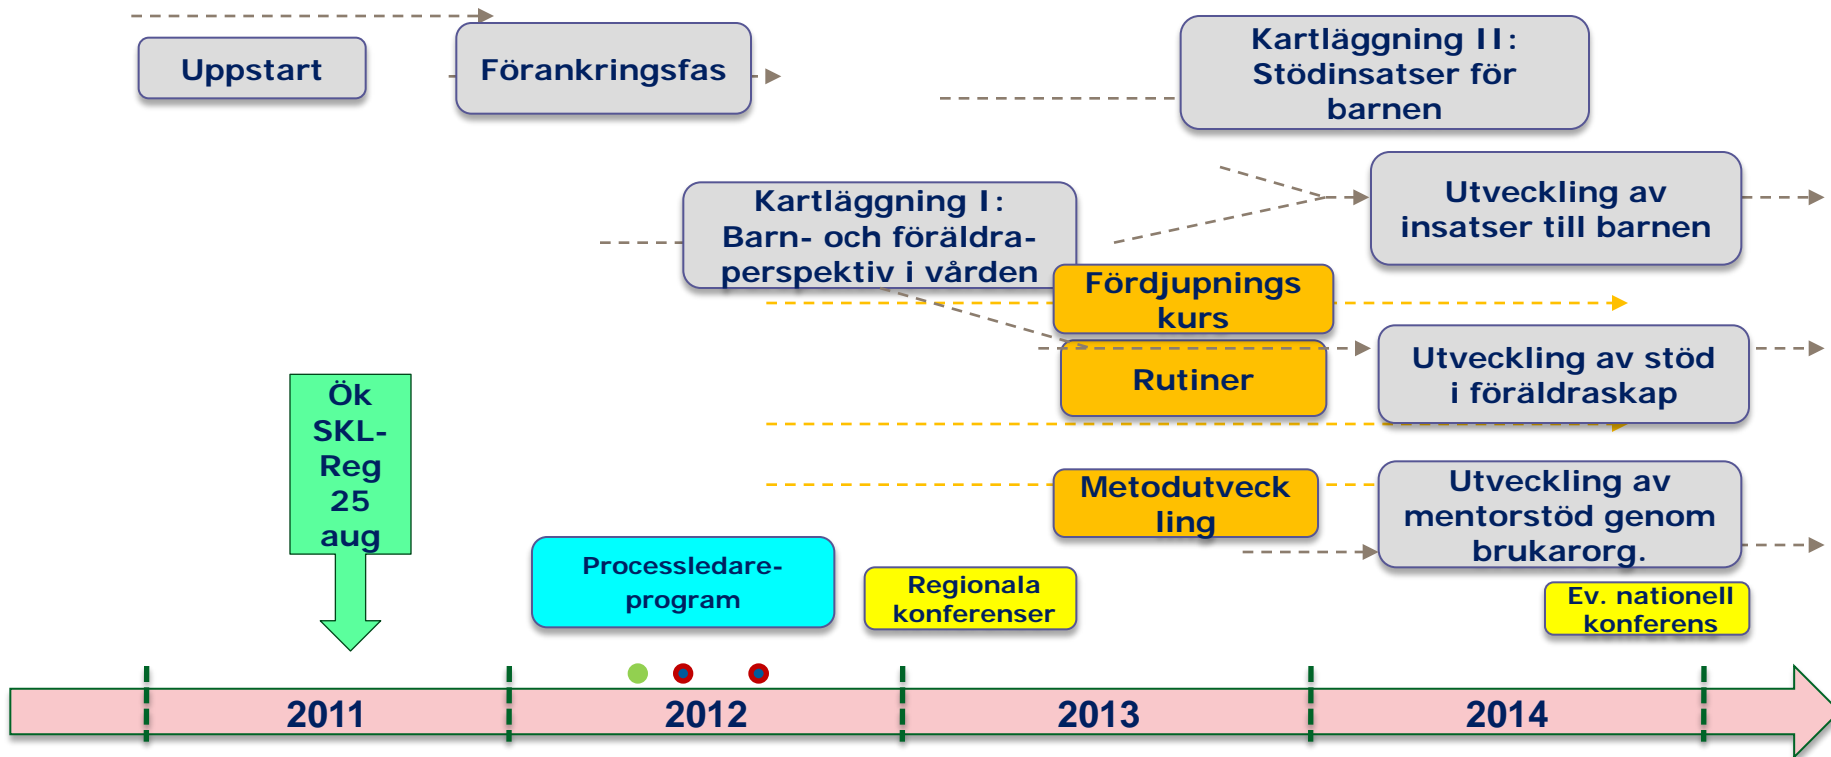 Uppstart
Förankringsfas
Kartläggning II:
Stödinsatser för
barnen
Kartläggning I:
Barn- och föräldra-
perspektiv i vården
Utveckling av
insatser till barnen
Fördjupnings
kurs
Rutiner
Utveckling av stöd
i föräldraskap
Ök
SKL-
Reg
25
aug
Metodutveck
ling
Utveckling av
mentorstöd genom
brukarorg.
Processledare-
program
Regionala
konferenser
Ev. nationell
konferens
2011
2012
2013
2014